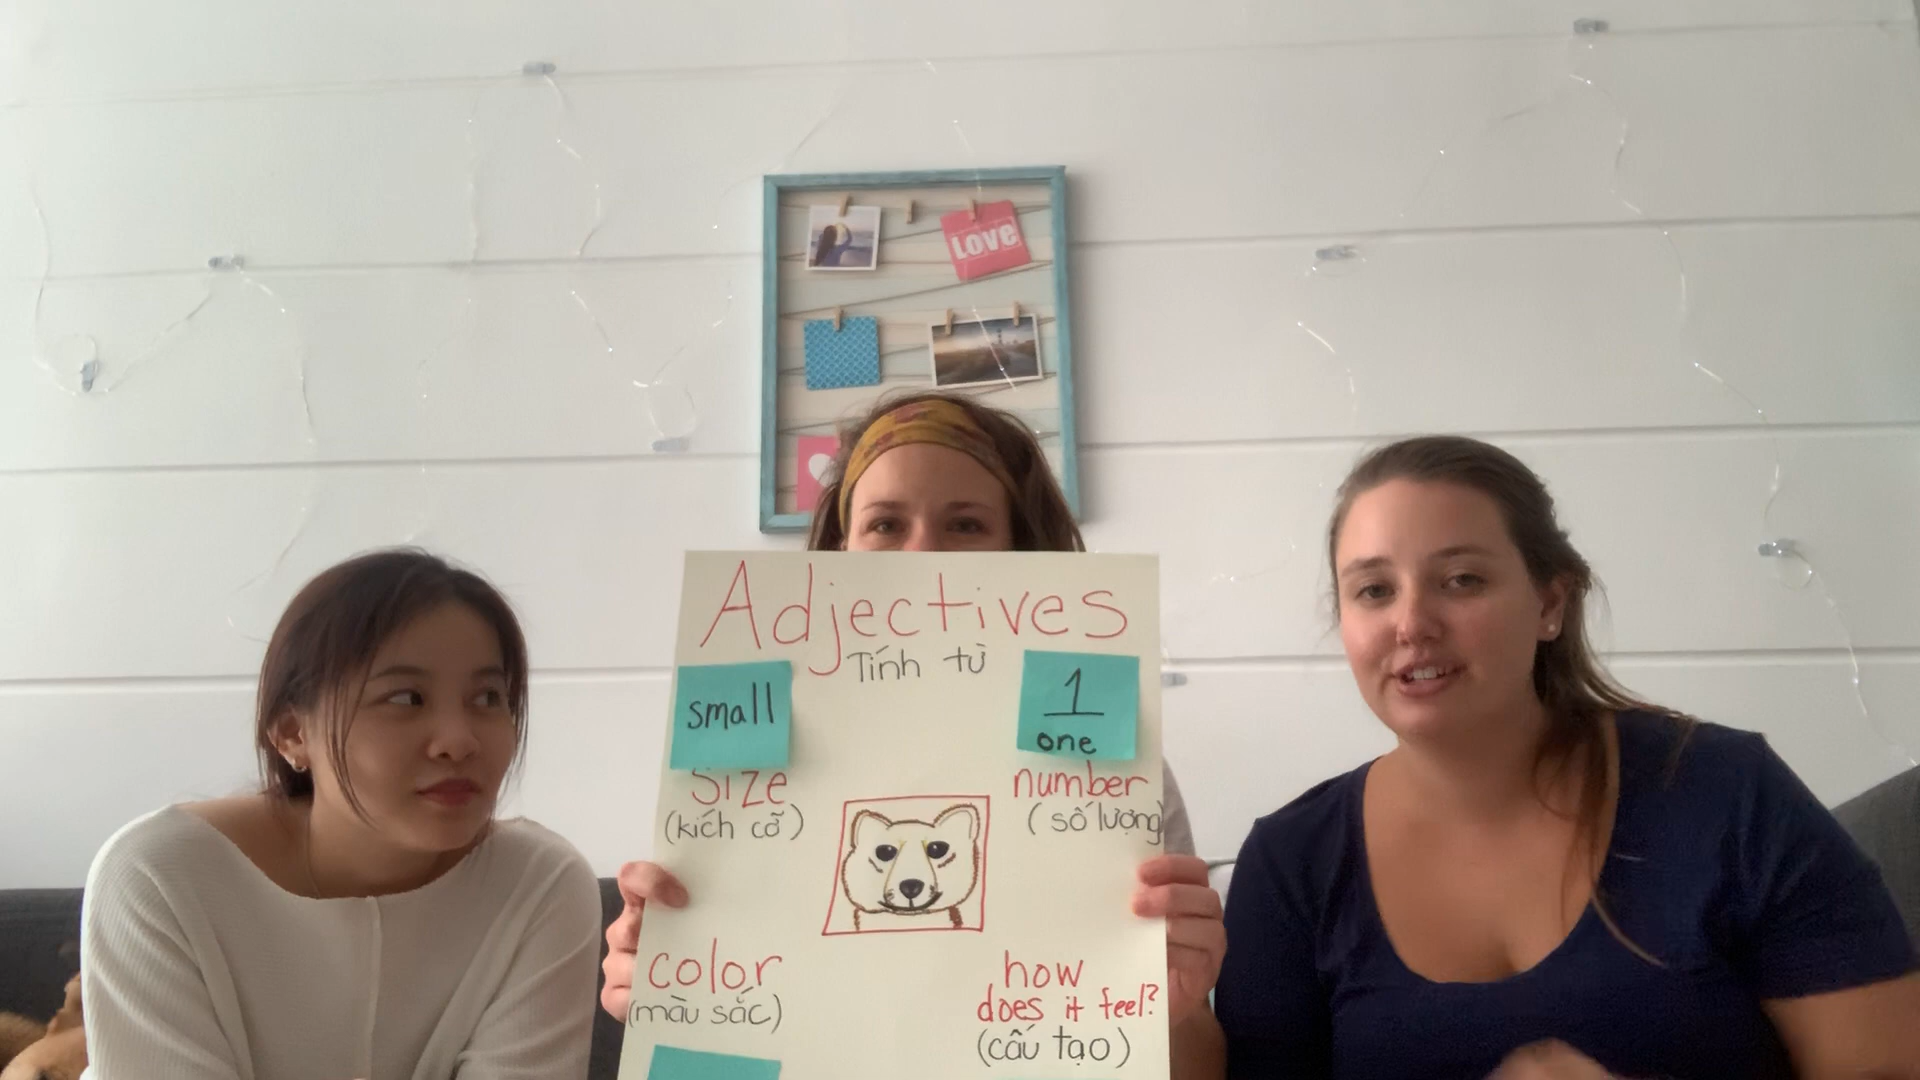 Love
Adjectives
Tính từ
small
1
one
Size
number
(kích cỡ)
(số lượng)
color
how
(màu sắc)
does it feel?
(cấu tạo)